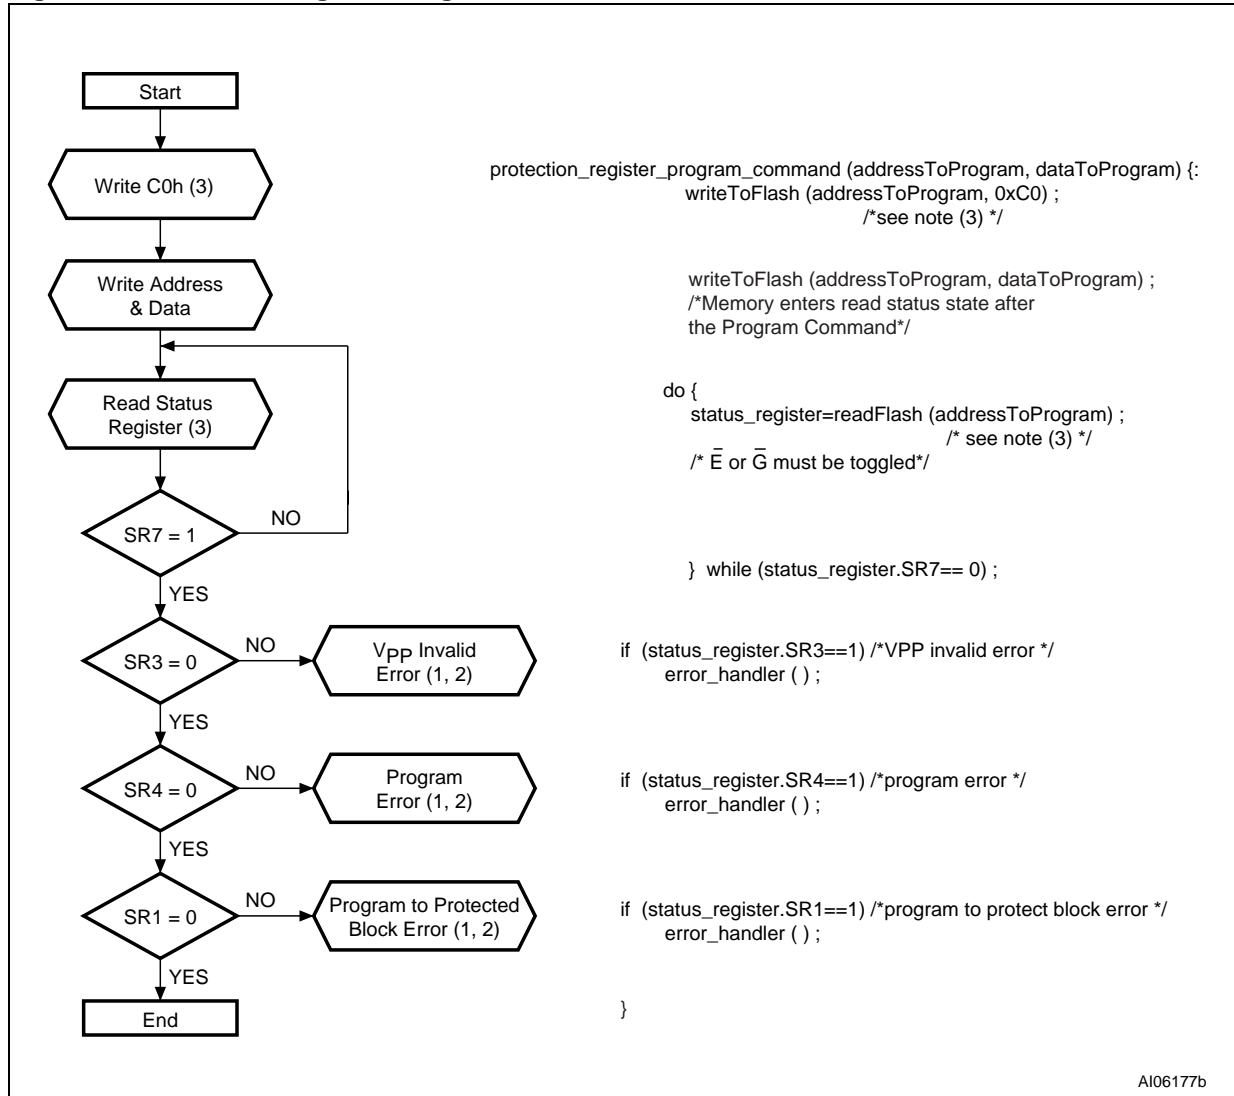 Start
Write C0h (3)
Write Address
& Data
Read Status
Register (3)
SR7 = 1
NO
YES
SR3 = 0
NO
VPP Invalid
Error (1, 2)
YES
SR4 = 0
NO
Program
Error (1, 2)
YES
SR1 = 0
NO
Program to Protected
Block Error (1, 2)
YES
End
protection_register_program_command (addressToProgram, dataToProgram) {:
writeToFlash (addressToProgram, 0xC0) ;
/*see note (3) */
writeToFlash (addressToProgram, dataToProgram) ;
/*Memory enters read status state after
the Program Command*/
do {
status_register=readFlash (addressToProgram) ;
/* see note (3) */
/* E̅ or G̅ must be toggled*/
} while (status_register.SR7== 0) ;
if (status_register.SR3==1) /*VPP invalid error */
error_handler ( ) ;
if (status_register.SR4==1) /*program error */
error_handler ( ) ;
if (status_register.SR1==1) /*program to protect block error */
error_handler ( ) ;
}
AI06177b